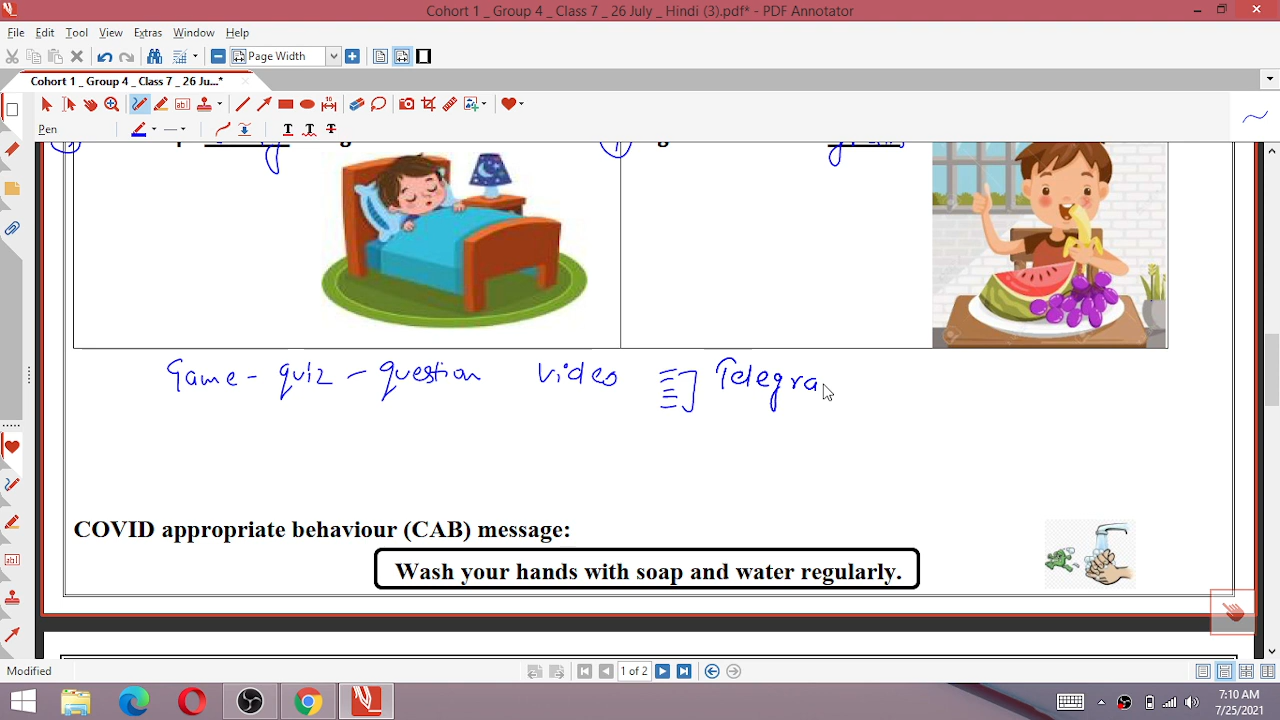 Cohort 1 _ Group 4 _ Class 7 _ 26 July _ Hindi (3).pdf* - PDF Annotator
File Edit Tool View Extras Window Help
Page Width
Cohort 1 _ Group 4 _ Class 7 _ 26 Ju...*
Pen
Game - quiz - question video Telegra
COVID appropriate behaviour (CAB) message:
Wash your hands with soap and water regularly.
Modified
1 of 2
7:10 AM
7/25/2021